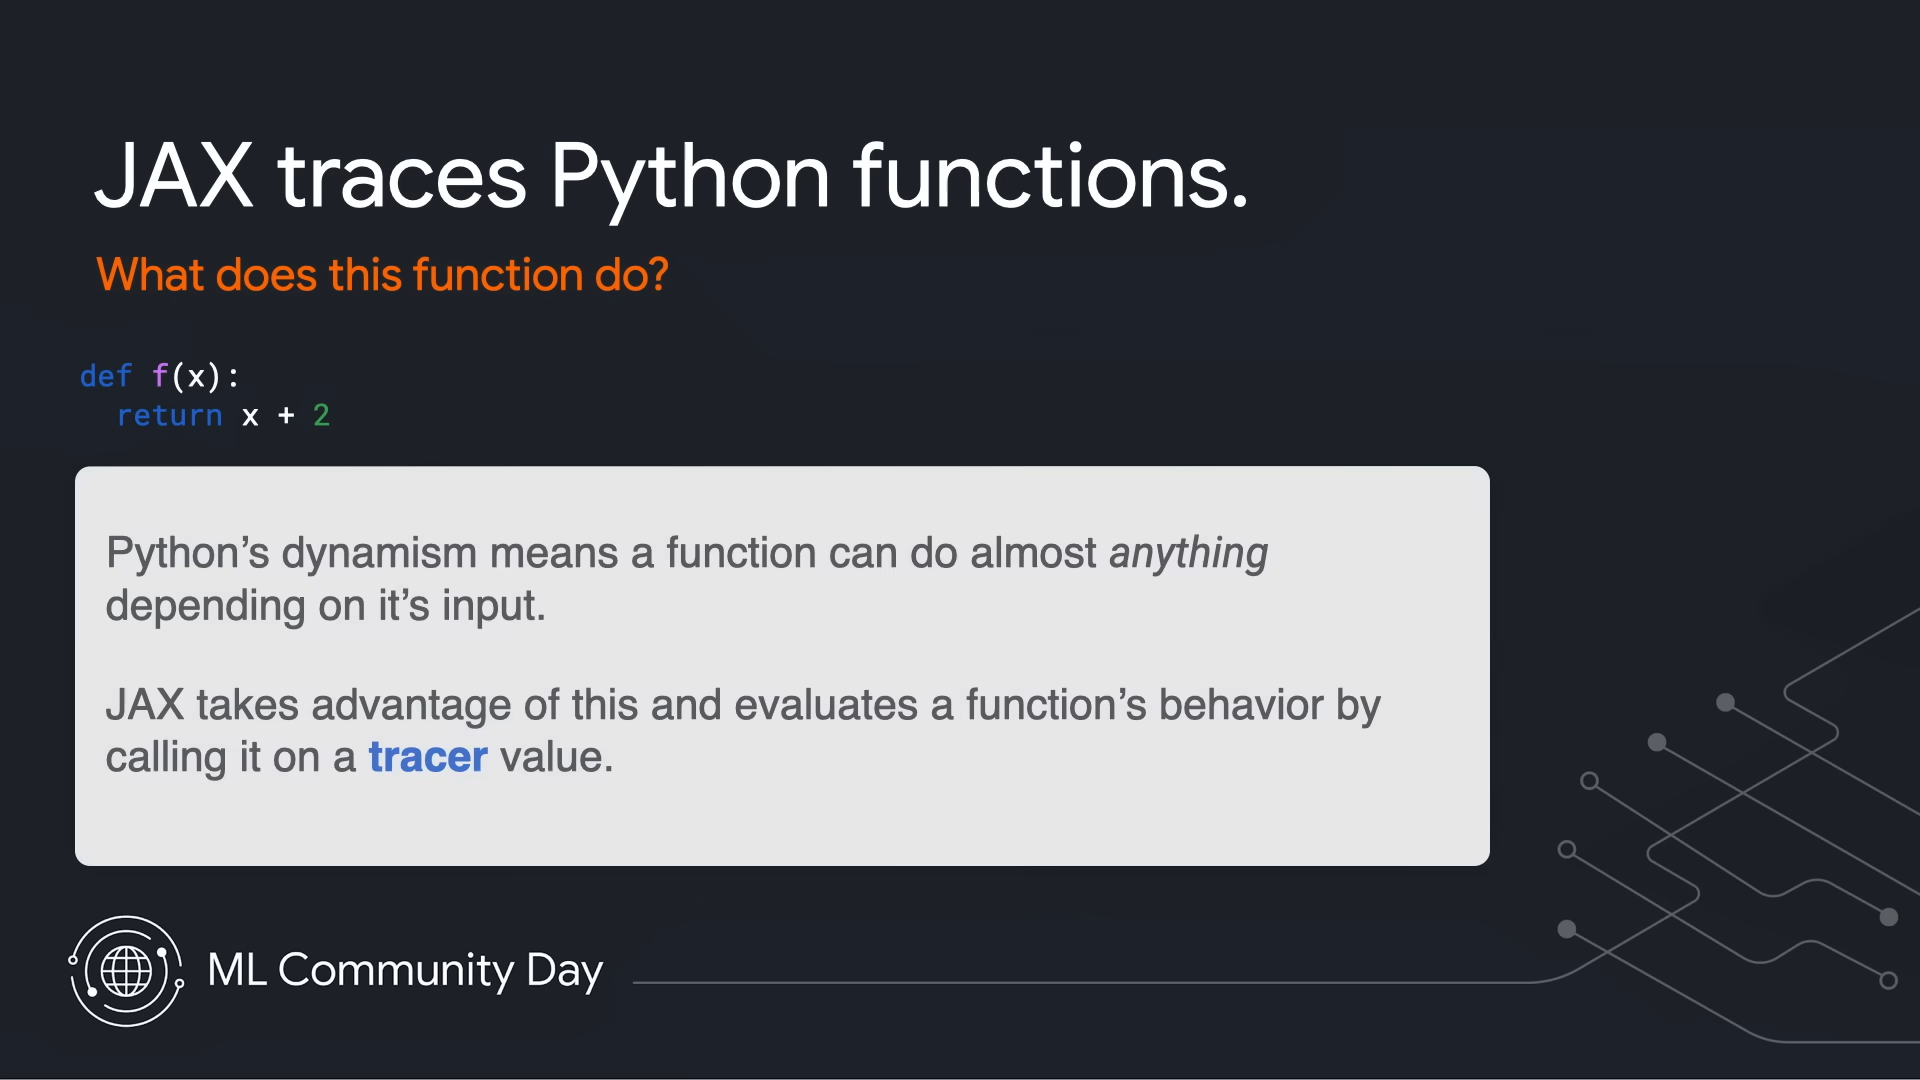 JAX traces Python functions.
What does this function do?
def f(x):
  return x + 2
Python’s dynamism means a function can do almost anything
depending on it’s input.
JAX takes advantage of this and evaluates a function’s behavior by
calling it on a tracer value.
ML Community Day